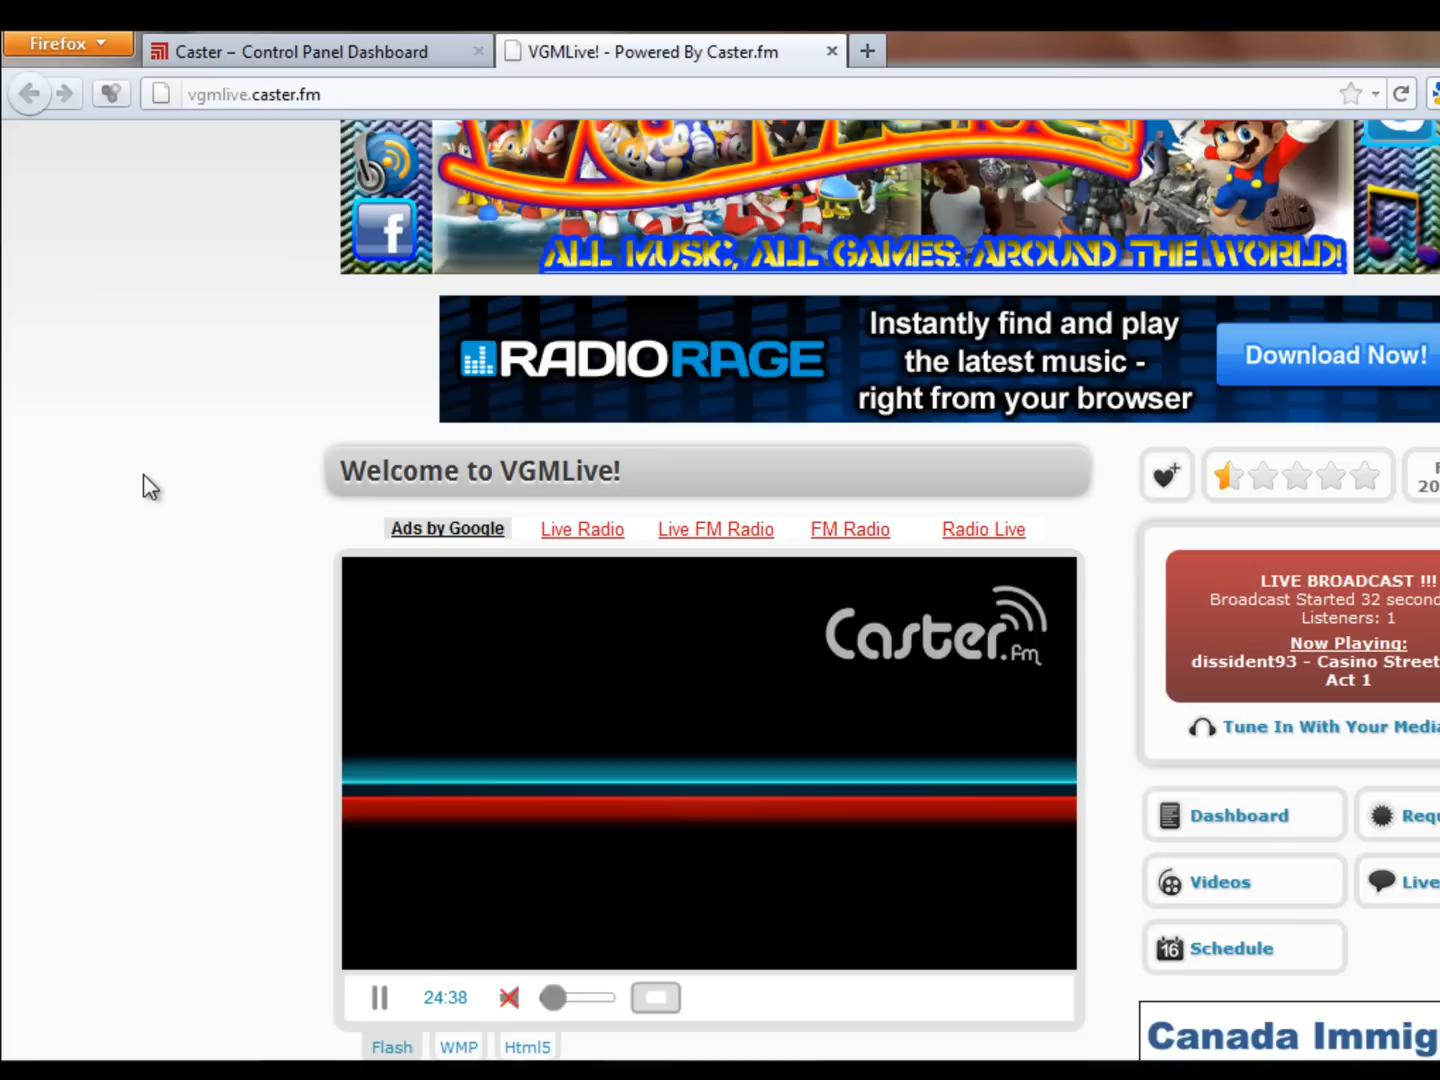 Firefox
Caster – Control Panel Dashboard
VGMLive! - Powered By Caster.fm
vgmlive.caster.fm
ALL MUSIC, ALL GAMES: AROUND THE WORLD!
RADIORAGE
Instantly find and play
the latest music -
right from your browser
Download Now!
Welcome to VGMLive!
20
Ads by Google
Live Radio
Live FM Radio
FM Radio
Radio Live
Caster.fm
LIVE BROADCAST !!!
Broadcast Started 32
Listeners: 1
Now Playing:
dissident93 - Casino Street
Act 1
Tune In With Your
Dashboard
Videos
Live
16 Schedule
24:38
Flash
WMP
Html5
Canada